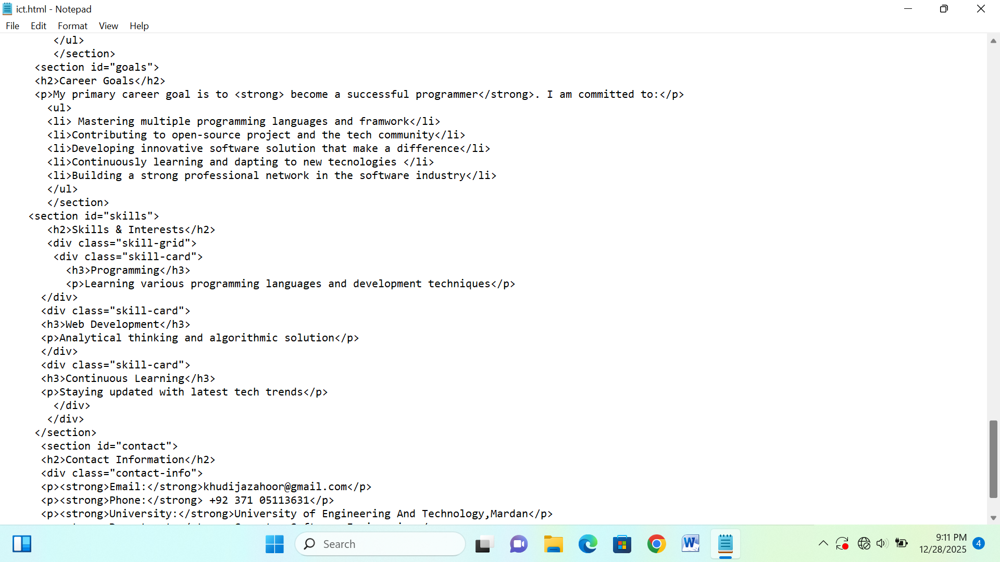 ict.html - Notepad
File Edit Format View Help
</ul>
</section>
<section id="goals">
<h2>Career Goals</h2>
<p>My primary career goal is to <strong> become a successful programmer</strong>. I am committed to:</p>
<ul>
<li> Mastering multiple programming languages and framwork</li>
<li>Contributing to open-source project and the tech community</li>
<li>Developing innovative software solution that make a difference</li>
<li>Continuously learning and dapting to new tecnologies </li>
<li>Building a strong professional network in the software industry</li>
</ul>
</section>
<section id="skills">
<h2>Skills & Interests</h2>
<div class="skill-grid">
<div class="skill-card">
<h3>Programming</h3>
<p>Learning various programming languages and development techniques</p>
</div>
<div class="skill-card">
<h3>Web Development</h3>
<p>Analytical thinking and algorithmic solution</p>
</div>
<div class="skill-card">
<h3>Continuous Learning</h3>
<p>Staying updated with latest tech trends</p>
</div>
</div>
</section>
<section id="contact">
<h2>Contact Information</h2>
<div class="contact-info">
<p><strong>Email:</strong>khudijazahoor@gmail.com</p>
<p><strong>Phone:</strong> +92 371 05113631</p>
<p><strong>University:</strong>University of Engineering And Technology,Mardan</p>
Search
9:11 PM
12/28/2025
4